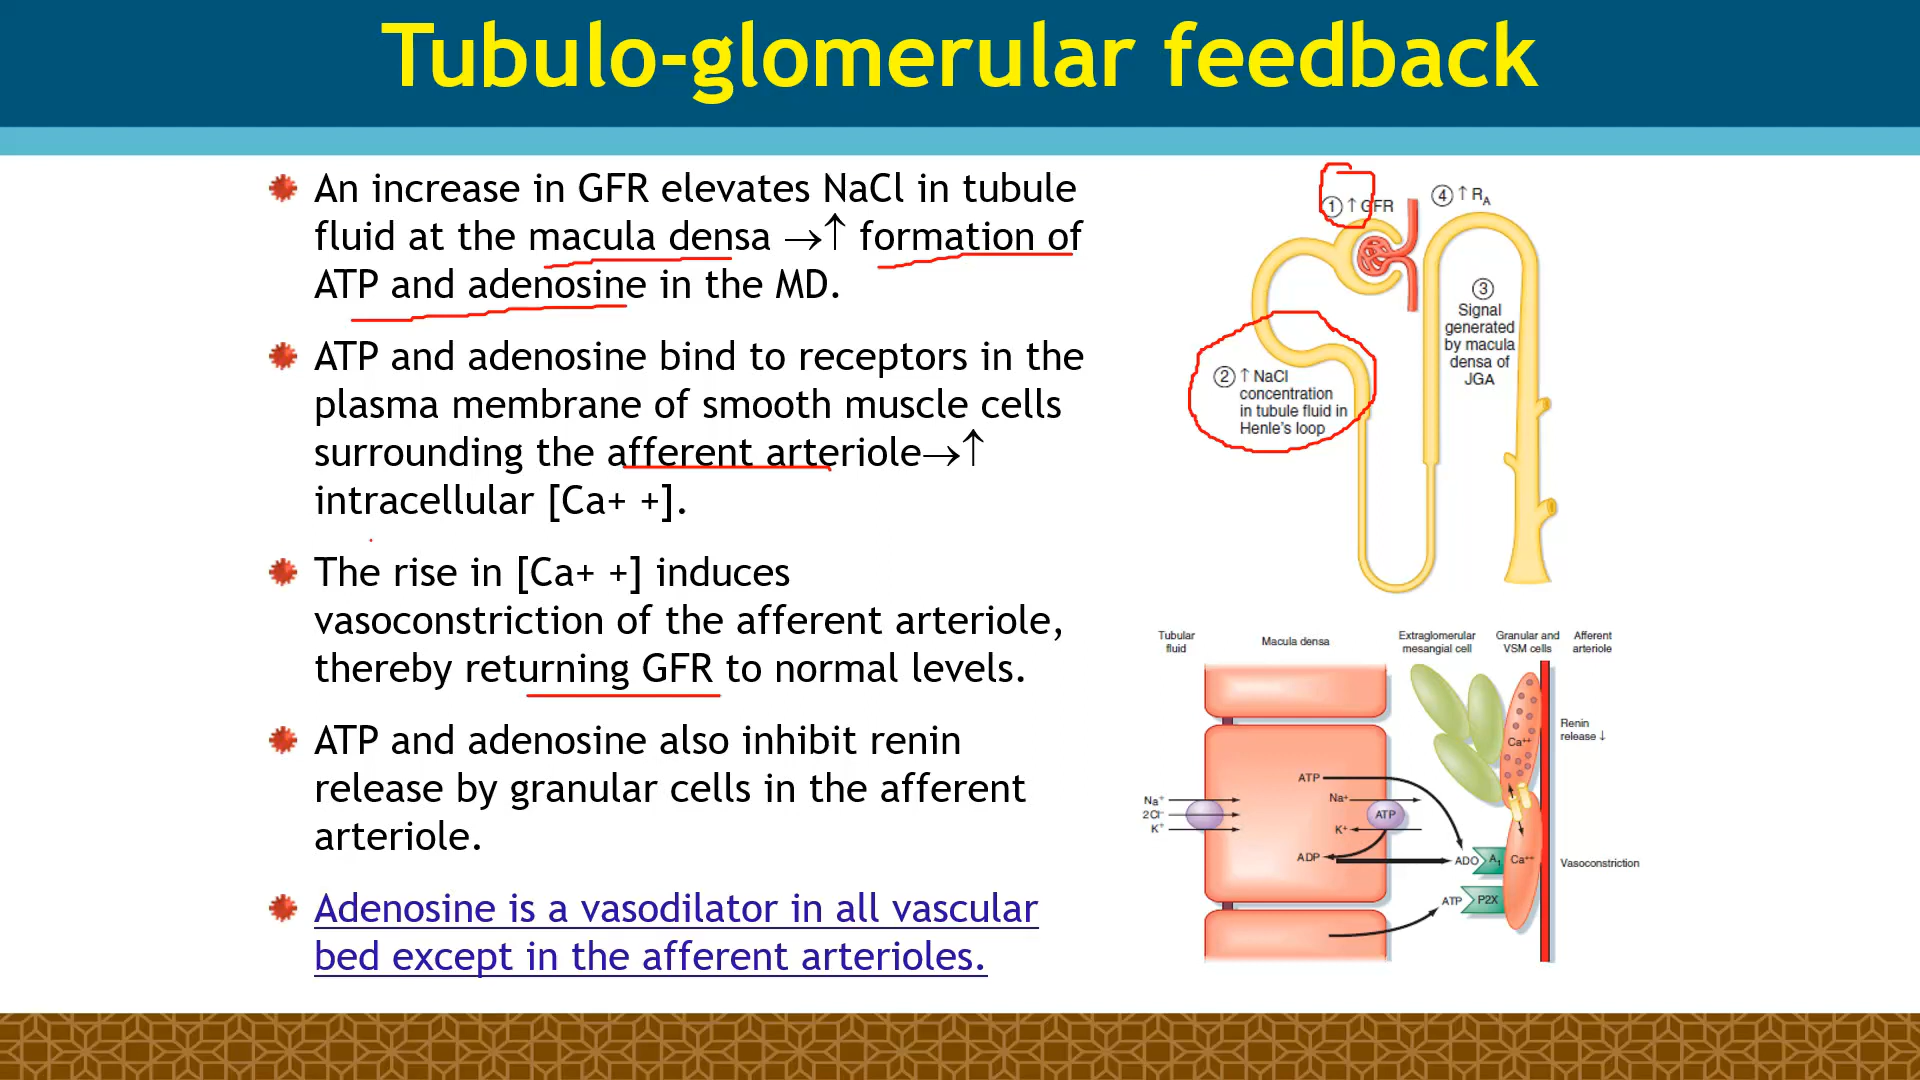 Tubulo-glomerular feedback
An increase in GFR elevates NaCl in tubule
fluid at the macula densa →↑ formation of
ATP and adenosine in the MD.
ATP and adenosine bind to receptors in the
plasma membrane of smooth muscle cells
surrounding the afferent arteriole→↑
intracellular [Ca+ +].
The rise in [Ca+ +] induces
vasoconstriction of the afferent arteriole,
thereby returning GFR to normal levels.
ATP and adenosine also inhibit renin
release by granular cells in the afferent
arteriole.
Adenosine is a vasodilator in all vascular
bed except in the afferent arterioles.
① ↑ GFR
④ ↑ R_A
② ↑ NaCl
concentration
in tubule fluid in
Henle's loop
③
Signal
generated
by macula
densa of
JGA
Tubular
fluid
Macula densa
Extraglomerular
mesangial cell
Granular and
VSM cells
Afferent
arteriole
Na⁺
2Cl⁻
K⁺
ATP
Na⁺
ATP
K⁺
ADP
ADO
A₁
Ca⁺⁺
ATP
P2X
Ca⁺⁺
Renin
release ↓
Vasoconstriction